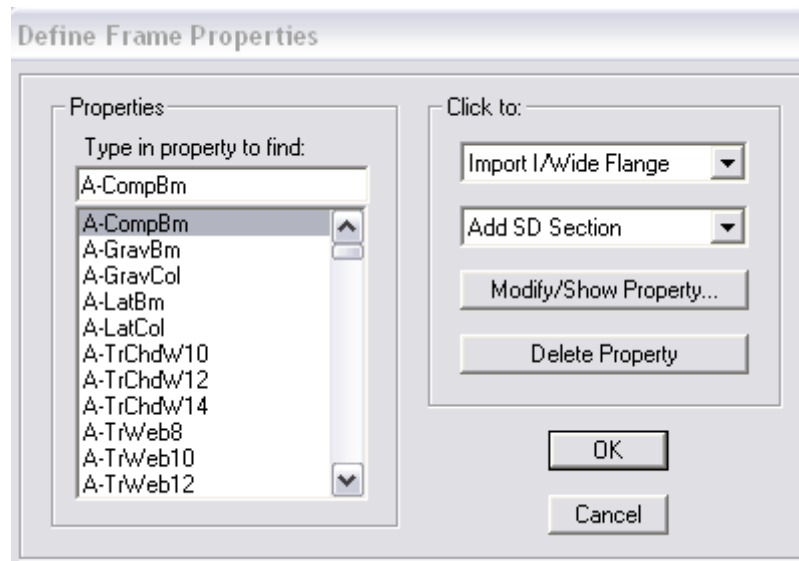 Define Frame Properties
Properties
Type in property to find:
A-CompBm
A-CompBm
A-GravBm
A-GravCol
A-LatBm
A-LatCol
A-TrChdW10
A-TrChdW12
A-TrChdW14
A-TrWeb8
A-TrWeb10
A-TrWeb12
Click to:
Import I/Wide Flange
Add SD Section
Modify/Show Property...
Delete Property
OK
Cancel